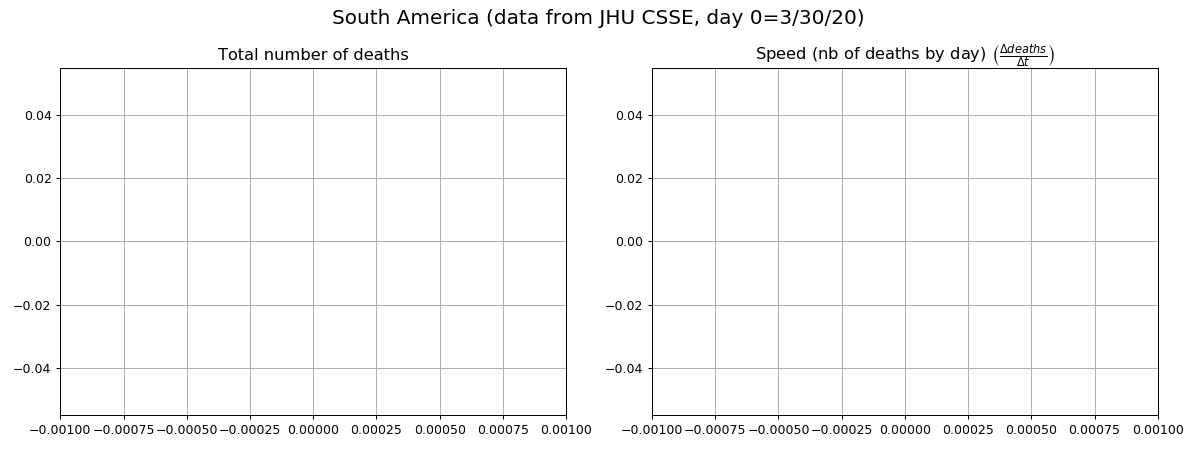 South America (data from JHU CSSE, day 0=3/30/20)
Total number of deaths
0.04
0.02
0.00
−0.02
−0.04
−0.00100 −0.00075 −0.00050 −0.00025 0.00000 0.00025 0.00050 0.00075 0.00100
Speed (nb of deaths by day) (Δdeaths/Δt)
0.04
0.02
0.00
−0.02
−0.04
−0.00100 −0.00075 −0.00050 −0.00025 0.00000 0.00025 0.00050 0.00075 0.00100